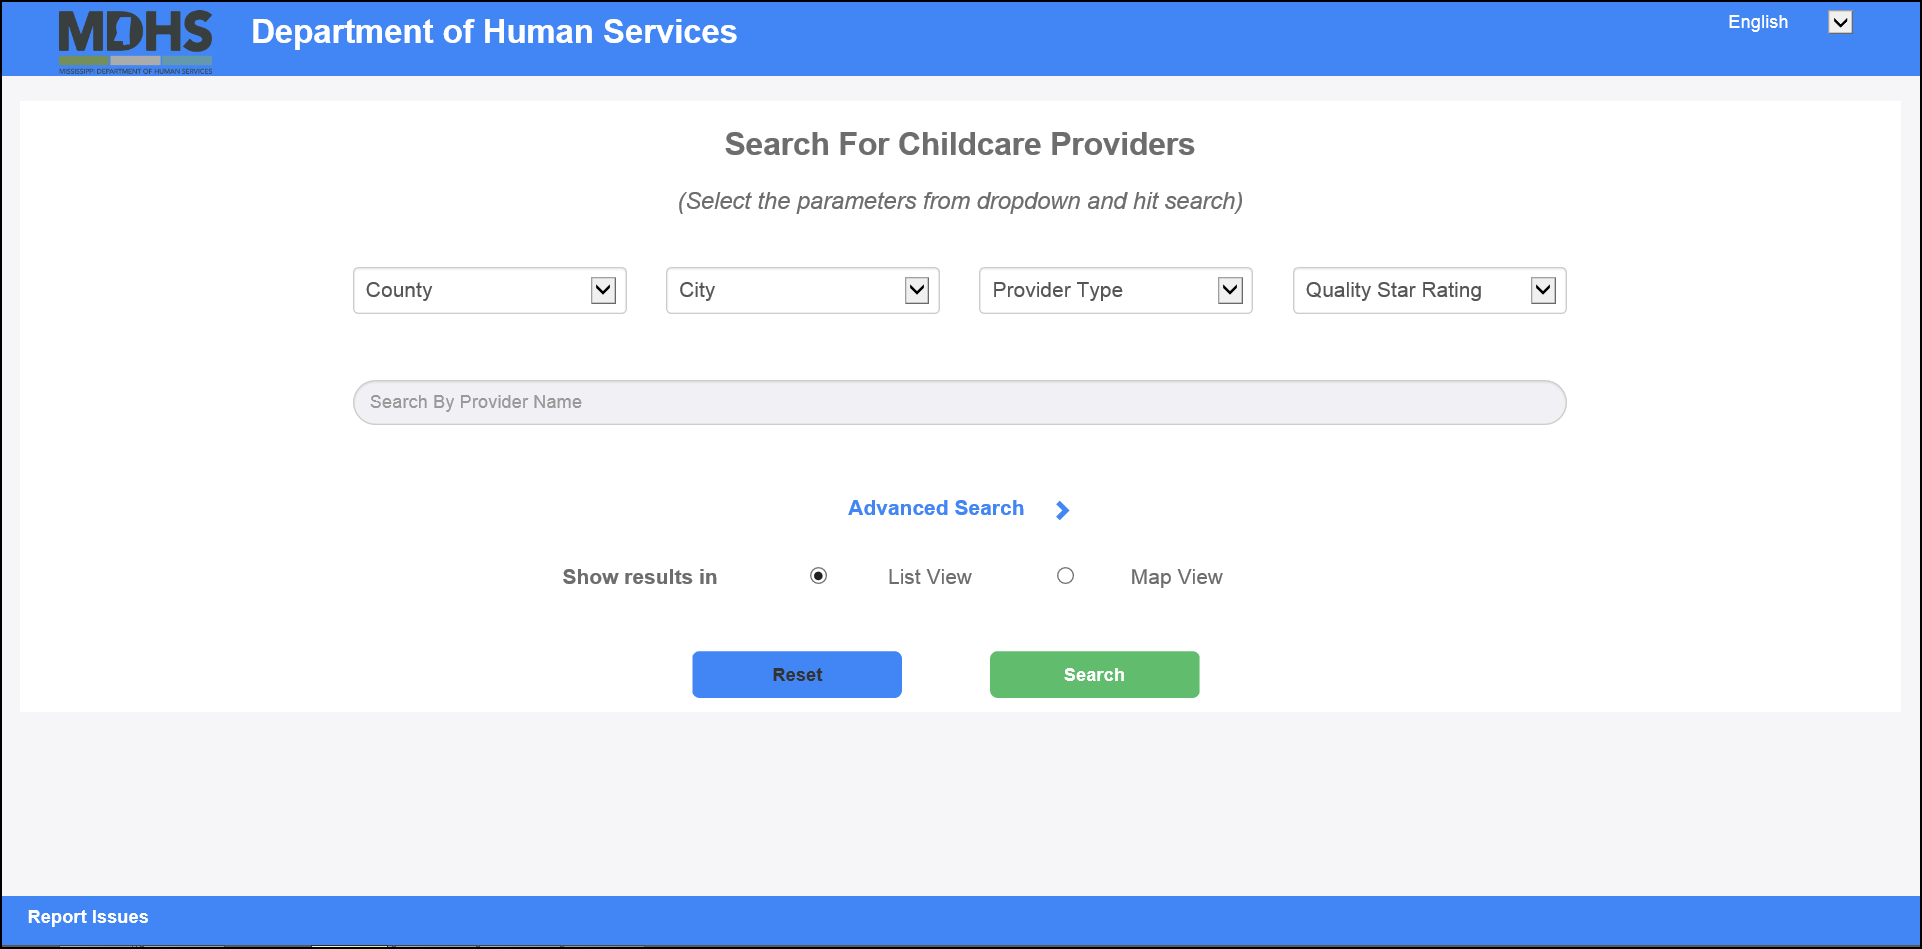 MDHS
MISSISSIPPI DEPARTMENT OF HUMAN SERVICES
Department of Human Services
English
Search For Childcare Providers
(Select the parameters from dropdown and hit search)
County
City
Provider Type
Quality Star Rating
Search By Provider Name
Advanced Search
Show results in
List View
Map View
Reset
Search
Report Issues